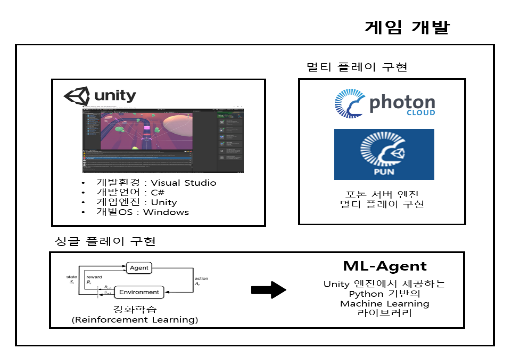 게임 개발
멀티 플레이 구현
unity
photon
CLOUD
PUN
• 개발환경 : Visual Studio
• 개발언어 : C#
• 게임엔진 : Unity
• 개발OS : Windows
포톤 서버 엔진
멀티 플레이 구현
싱글 플레이 구현
Agent
state
reward
action
Environment
강화학습
(Reinforcement Learning)
ML-Agent
Unity 엔진에서 제공하는
Python 기반의
Machine Learning
라이브러리